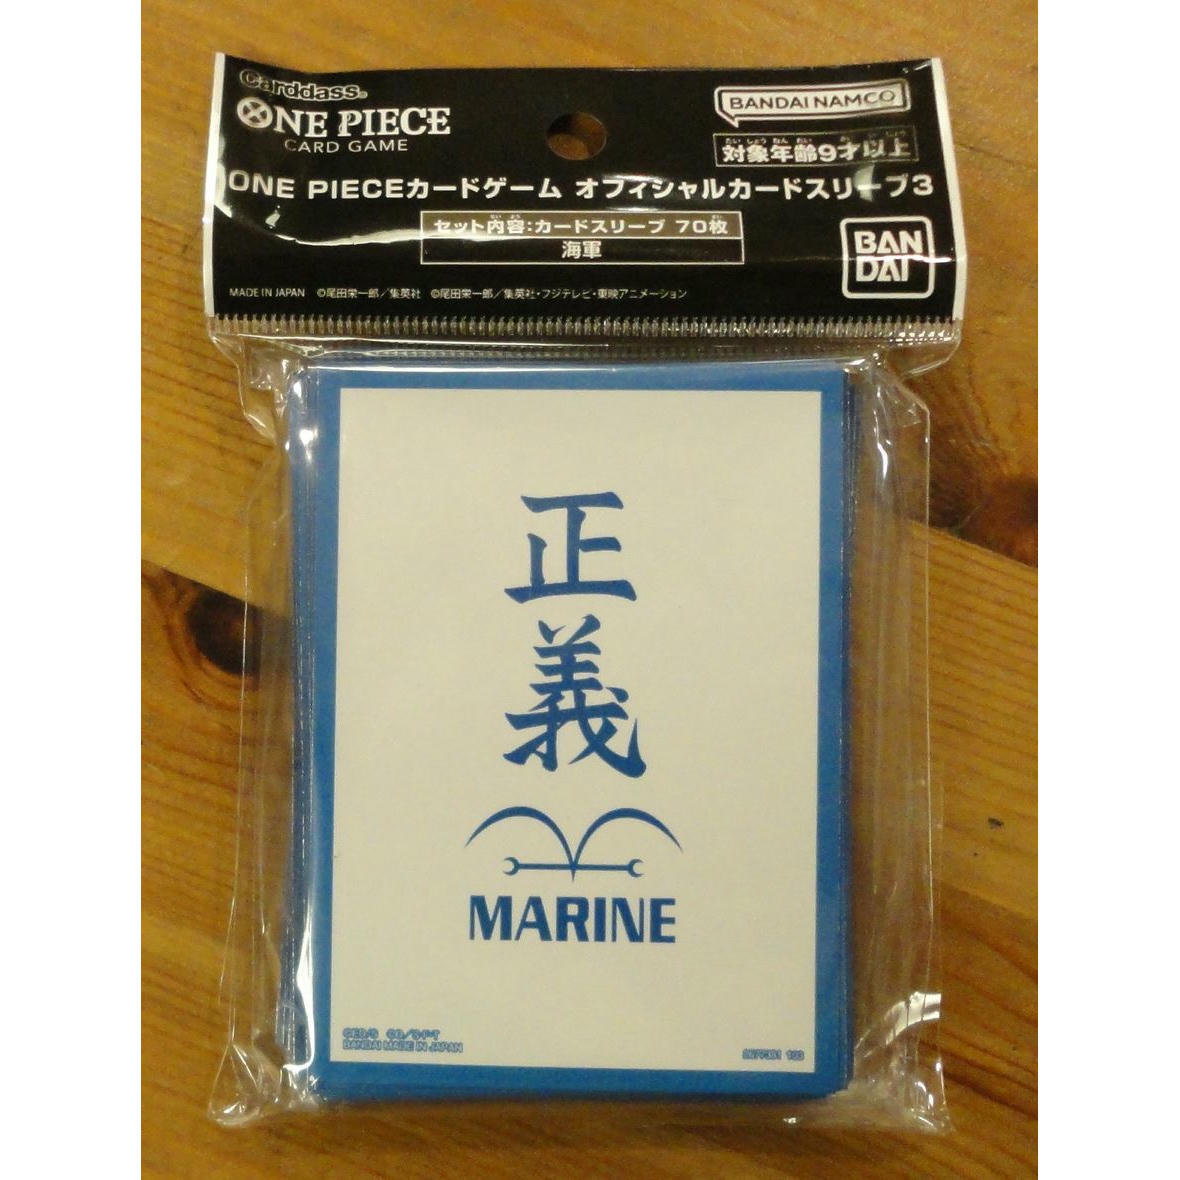 Carddass®
ONE PIECE
CARD GAME
BANDAI NAMCO
対象年齢9才以上
ONE PIECEカードゲーム オフィシャルカードスリーブ3
セット内容:カードスリーブ 70枚
海軍
BAN
DAI
MADE IN JAPAN ©尾田栄一郎/集英社 ©尾田栄一郎/集英社・フジテレビ・東映アニメーション
正
義
MARINE
BANDAI MADE IN JAPAN